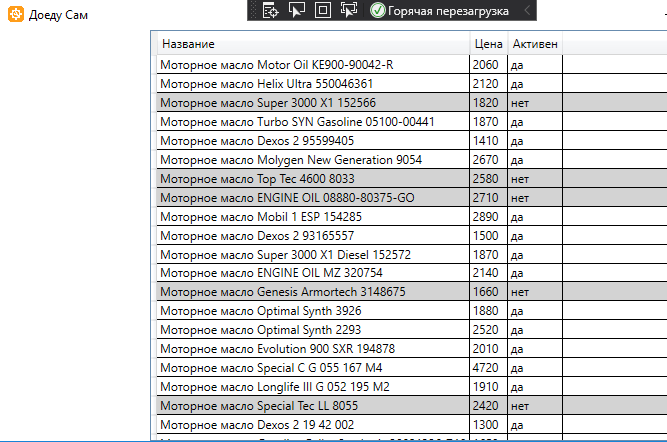 Доеду Сам
Горячая перезагрузка
Название Цена Активен
Моторное масло Motor Oil KE900-90042-R 2060 да
Моторное масло Helix Ultra 550046361 2120 да
Моторное масло Super 3000 X1 152566 1820 нет
Моторное масло Turbo SYN Gasoline 05100-00441 1870 да
Моторное масло Dexos 2 95599405 1410 да
Моторное масло Molygen New Generation 9054 2670 да
Моторное масло Top Tec 4600 8033 2580 нет
Моторное масло ENGINE OIL 08880-80375-GO 2710 нет
Моторное масло Mobil 1 ESP 154285 2890 да
Моторное масло Dexos 2 93165557 1500 да
Моторное масло Super 3000 X1 Diesel 152572 1870 да
Моторное масло ENGINE OIL MZ 320754 2140 да
Моторное масло Genesis Armortech 3148675 1660 нет
Моторное масло Optimal Synth 3926 1880 да
Моторное масло Optimal Synth 2293 2520 да
Моторное масло Evolution 900 SXR 194878 2010 да
Моторное масло Special C G 055 167 M4 4720 да
Моторное масло Longlife III G 052 195 M2 1910 да
Моторное масло Special Tec LL 8055 2420 нет
Моторное масло Dexos 2 19 42 002 1300 да